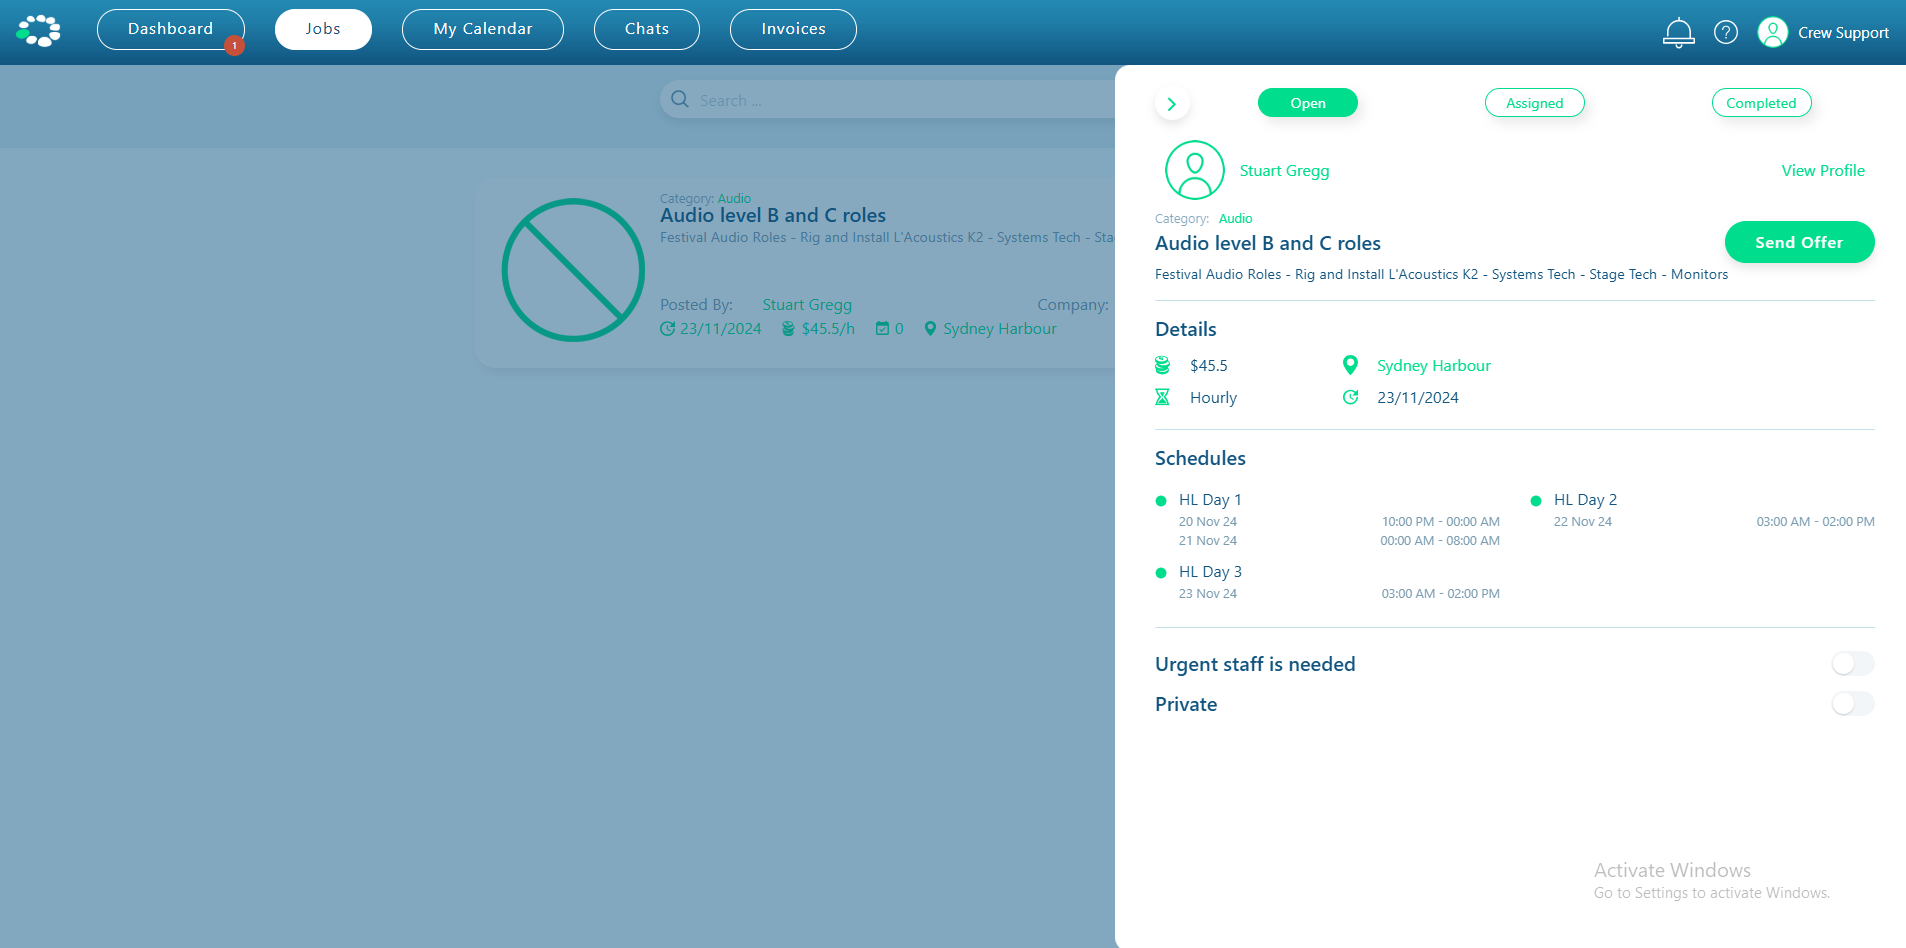 Dashboard
1
Jobs
My Calendar
Chats
Invoices
?
Crew Support
Search ...
Category: Audio
Audio level B and C roles
Festival Audio Roles - Rig and Install L'Acoustics K2 - Systems Tech - Sta
Posted By: Stuart Gregg
Company:
23/11/2024 $45.5/h 0 Sydney Harbour
Open
Assigned
Completed
Stuart Gregg
View Profile
Category: Audio
Audio level B and C roles
Send Offer
Festival Audio Roles - Rig and Install L'Acoustics K2 - Systems Tech - Stage Tech - Monitors
Details
$45.5
Sydney Harbour
Hourly
23/11/2024
Schedules
HL Day 1
20 Nov 24 10:00 PM - 00:00 AM
21 Nov 24 00:00 AM - 08:00 AM
HL Day 2
22 Nov 24 03:00 AM - 02:00 PM
HL Day 3
23 Nov 24 03:00 AM - 02:00 PM
Urgent staff is needed
Private
Activate Windows
Go to Settings to activate Windows.